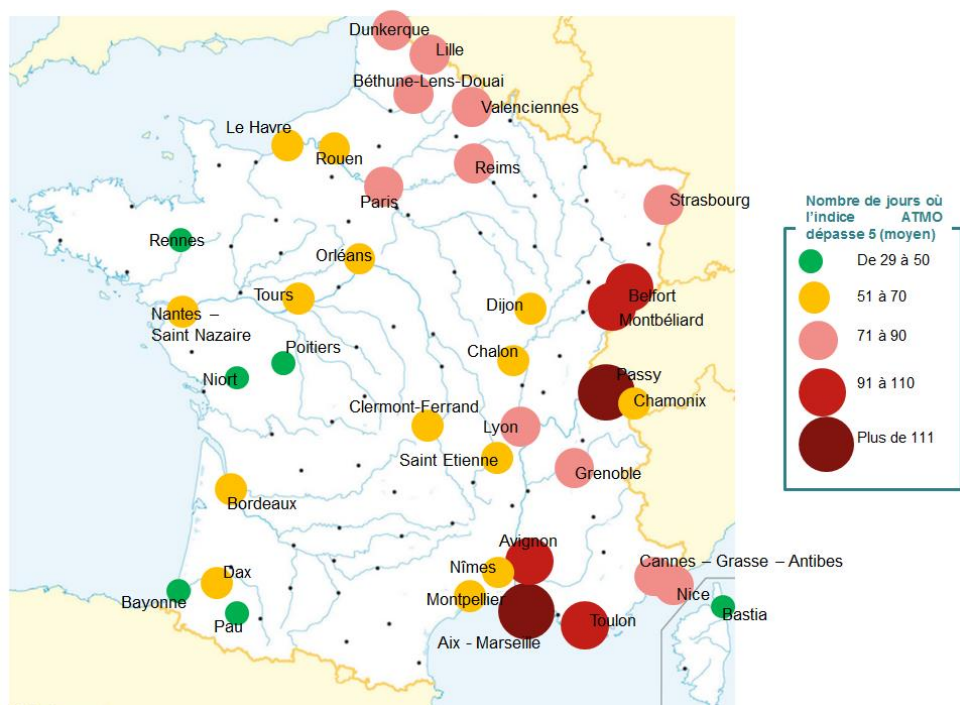 Dunkerque
Lille
Béthune-Lens-Douai
Valenciennes
Le Havre
Rouen
Reims
Paris
Strasbourg
Rennes
Orléans
Tours
Dijon
Belfort
Montbéliard
Nantes –
Saint Nazaire
Poitiers
Chalon
Niort
Passy
Chamonix
Clermont-Ferrand
Lyon
Saint Etienne
Grenoble
Bordeaux
Avignon
Nîmes
Cannes – Grasse – Antibes
Dax
Bayonne
Montpellier
Nice
Pau
Toulon
Bastia
Aix - Marseille
Nombre de jours où
l'indice ATMO
dépasse 5 (moyen)
De 29 à 50
51 à 70
71 à 90
91 à 110
Plus de 111